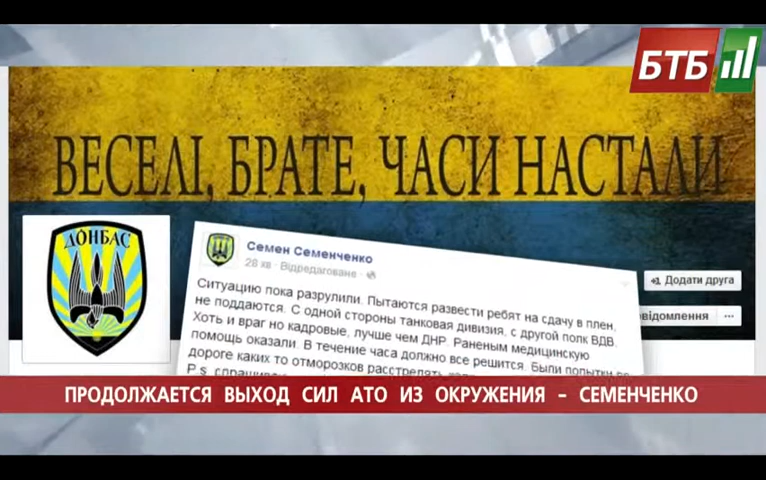 БТБ
ВЕСЕЛІ, БРАТЕ, ЧАСИ НАСТАЛИ
ДОНБАС
Семен Семенченко
28 хв · Відредаговане ·
Ситуацию пока разрулили. Пытаются развести ребят на сдачу в плен,
не поддаются. С одной стороны танковая дивизия, с другой полк ВДВ.
Хоть и враг но кадровые, лучше чем ДНР. Раненым медицинскую
помощь оказали. В течение часа должно все решится. Были попытки
дороге каких то отморозков расстрелять
P.s.
+1 Додати друга
відомлення
ПРОДОЛЖАЕТСЯ ВЫХОД СИЛ АТО ИЗ ОКРУЖЕНИЯ – СЕМЕНЧЕНКО